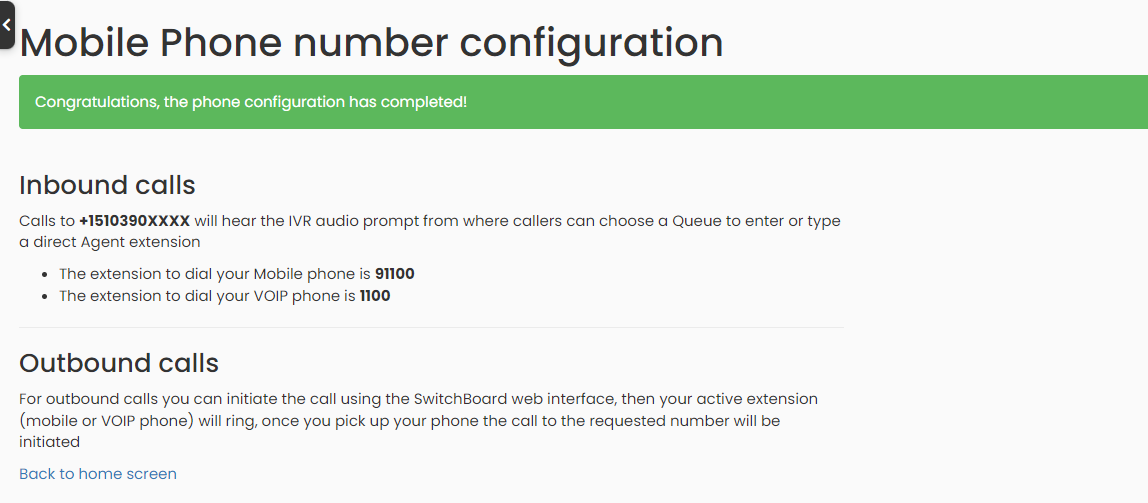 Mobile Phone number configuration
Congratulations, the phone configuration has completed!
Inbound calls
Calls to +1510390XXXX will hear the IVR audio prompt from where callers can choose a Queue to enter or type
a direct Agent extension
• The extension to dial your Mobile phone is 91100
• The extension to dial your VOIP phone is 1100
Outbound calls
For outbound calls you can initiate the call using the SwitchBoard web interface, then your active extension
(mobile or VOIP phone) will ring, once you pick up your phone the call to the requested number will be
initiated
Back to home screen